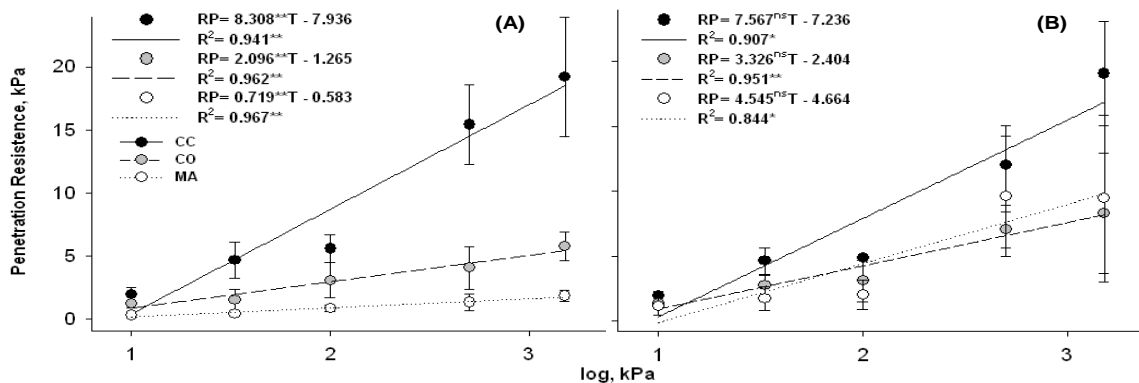 RP= 8.308**T - 7.936
R2= 0.941**
RP= 2.096**T - 1.265
R2= 0.962**
RP= 0.719**T - 0.583
R2= 0.967**
CC
CO
MA
(A)
RP= 7.567nsT - 7.236
R2= 0.907*
RP= 3.326nsT - 2.404
R2= 0.951**
RP= 4.545nsT - 4.664
R2= 0.844*
(B)
Penetration Resistence, kPa
20
15
10
5
0
1 2 3 1 2 3
log, kPa